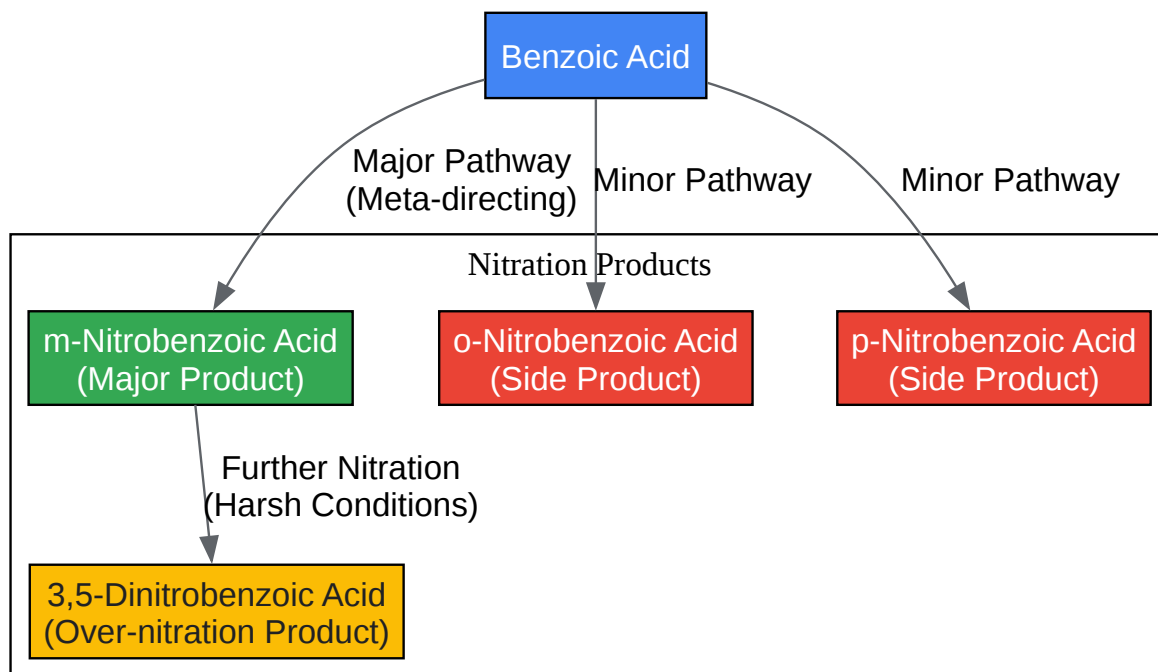 Benzoic Acid
Major Pathway
(Meta-directing)
Minor Pathway
Minor Pathway
Nitration Products
m-Nitrobenzoic Acid
(Major Product)
o-Nitrobenzoic Acid
(Side Product)
p-Nitrobenzoic Acid
(Side Product)
Further Nitration
(Harsh Conditions)
3,5-Dinitrobenzoic Acid
(Over-nitration Product)